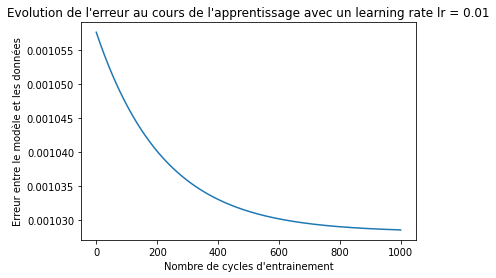 Evolution de l'erreur au cours de l'apprentissage avec un learning rate lr = 0.01
Erreur entre le modèle et les données
0.001055
0.001050
0.001045
0.001040
0.001035
0.001030
0 200 400 600 800 1000
Nombre de cycles d'entrainement